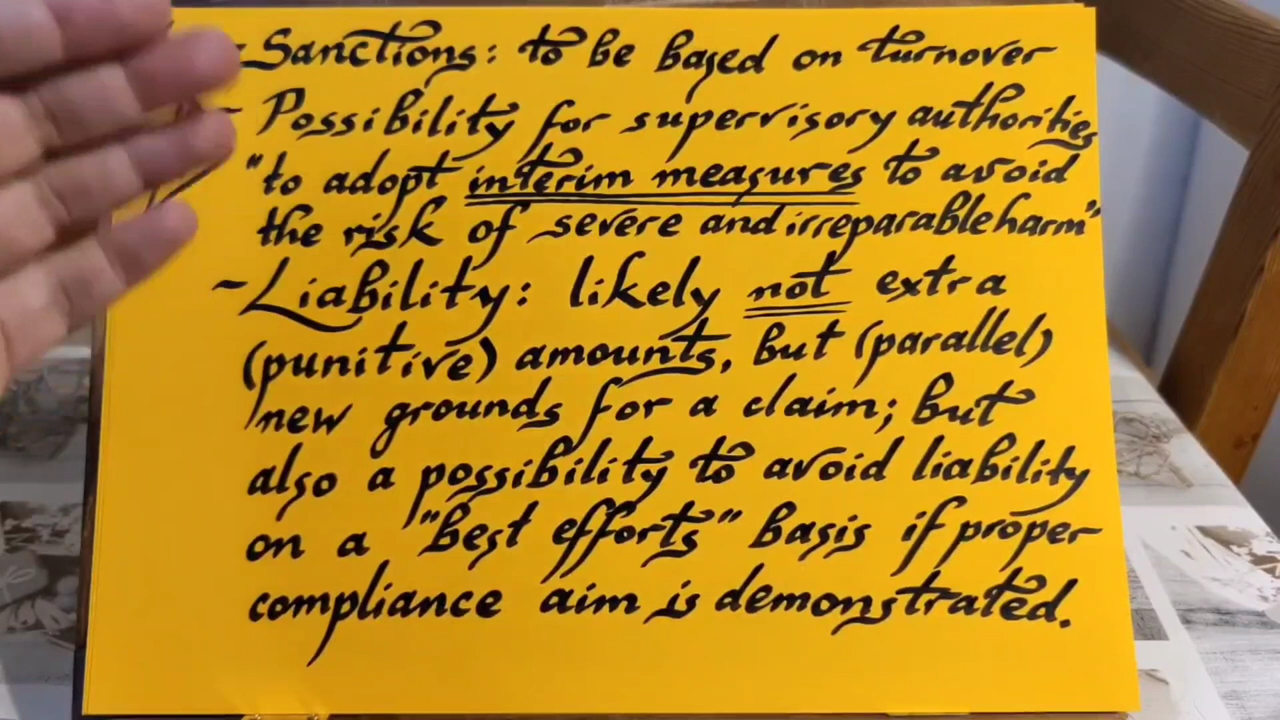 - Sanctions: to be based on turnover
- Possibility for supervisory authorities
"to adopt interim measures to avoid
the risk of severe and irreparable harm"
- Liability: likely not extra
(punitive) amounts, but (parallel)
new grounds for a claim; but
also a possibility to avoid liability
on a "best efforts" basis if proper
compliance aim is demonstrated.